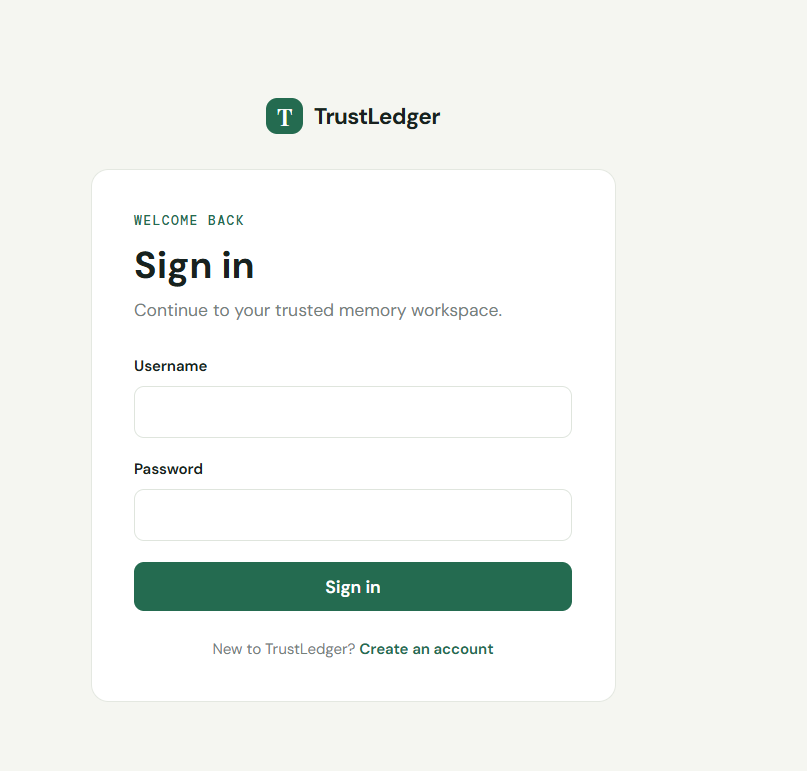 T TrustLedger
WELCOME BACK
Sign in
Continue to your trusted memory workspace.
Username
Password
Sign in
New to TrustLedger? Create an account